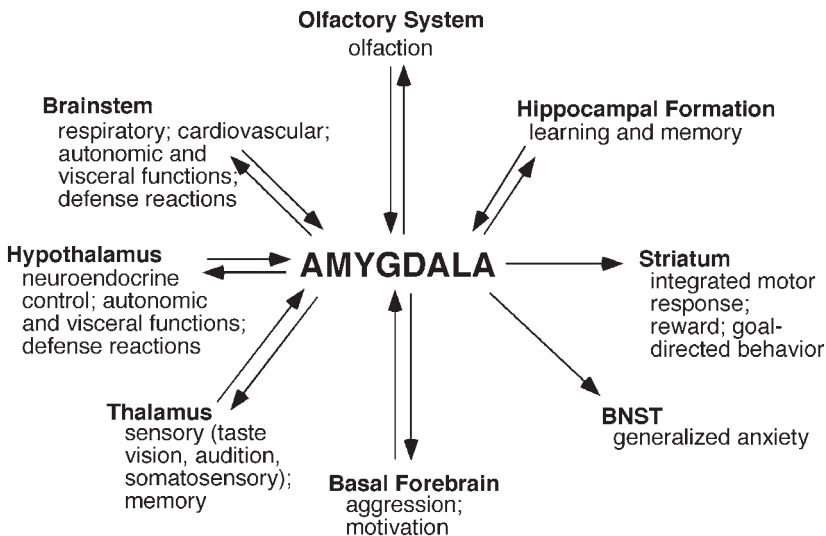 Olfactory System
olfaction
Brainstem
respiratory; cardiovascular;
autonomic and
visceral functions;
defense reactions
Hippocampal Formation
learning and memory
Hypothalamus
neuroendocrine
control; autonomic
and visceral functions;
defense reactions
AMYGDALA
Striatum
integrated motor
response;
reward; goal-
directed behavior
Thalamus
sensory (taste
vision, audition,
somatosensory);
memory
Basal Forebrain
aggression;
motivation
BNST
generalized anxiety